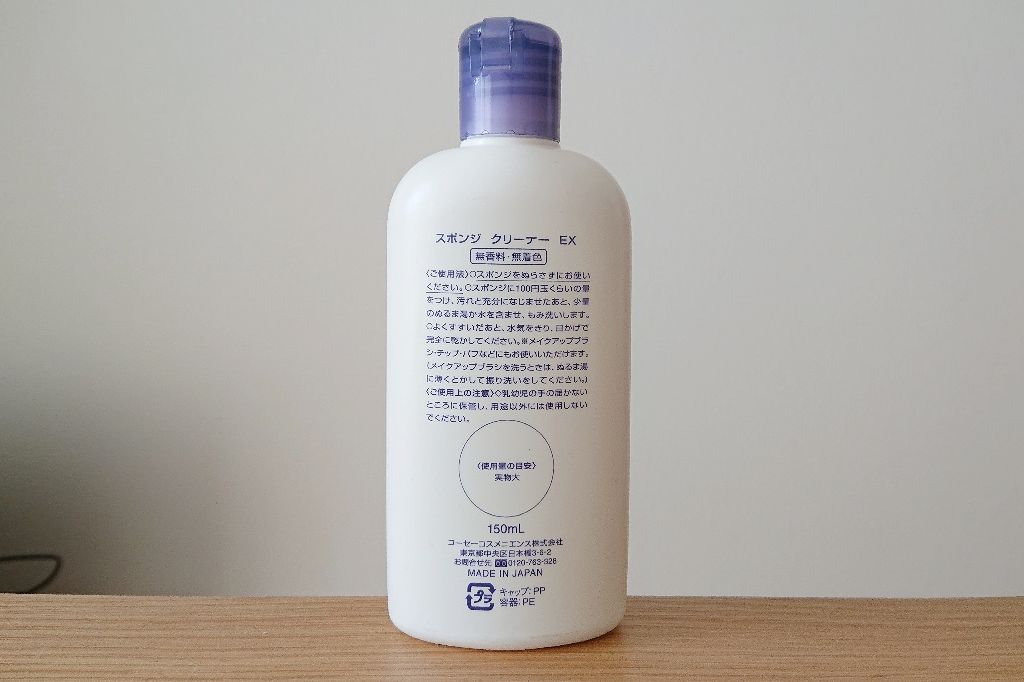 スポンジ クリーナー EX
無香料・無着色
〈ご使用法〉○スポンジをぬらさずにお使い
ください。○スポンジに100円玉くらいの量
をつけ、汚れと充分になじませたあと、少量
のぬるま湯か水を含ませ、もみ洗いします。
○よくすすいだあと、水気をきり、日かげで
完全に乾かしてください。※メイクアップブラ
シ・チップ・パフなどにもお使いいただけます。
(メイクアップブラシを洗うときは、ぬるま湯
に薄くとかして振り洗いをしてください。)
〈ご使用上の注意〉○乳幼児の手の届かない
ところに保管し、用途以外には使用しない
でください。
〈使用量の目安〉
実物大
150mL
コーセーコスメニエンス株式会社
東京都中央区日本橋3-6-2
お問合せ先 0120-763-328
MADE IN JAPAN
プラ キャップ:PP
容器:PE